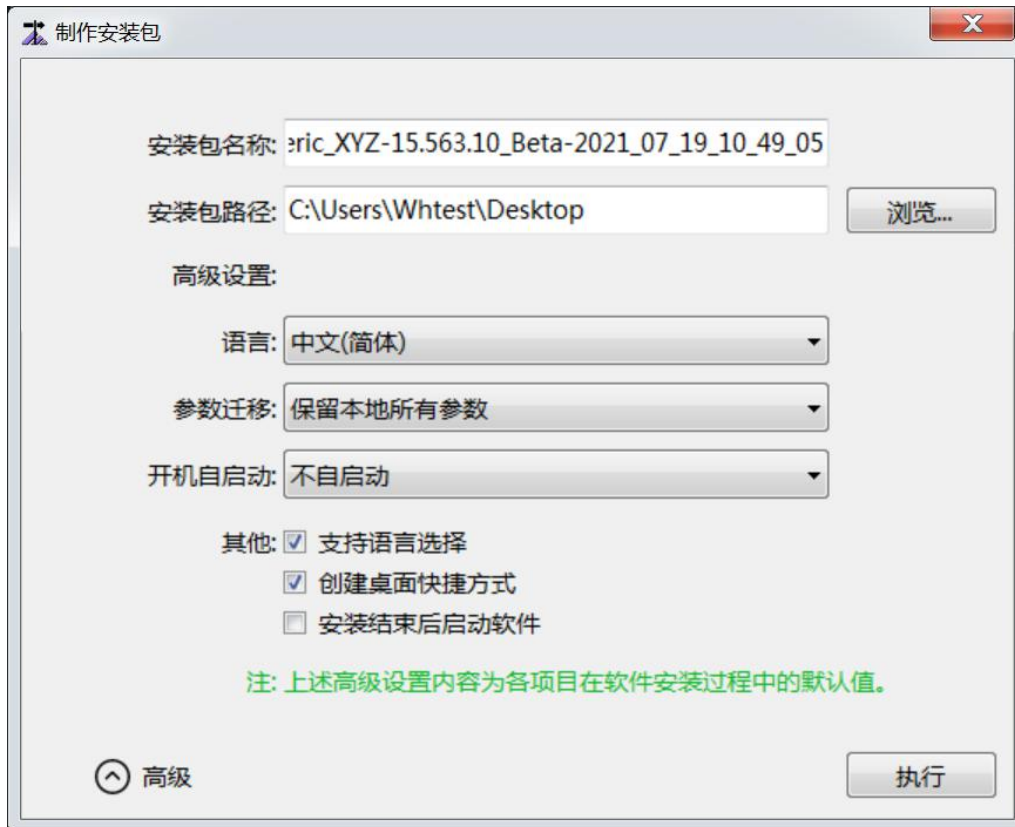 制作安装包
安装包名称: eric_XYZ-15.563.10_Beta-2021_07_19_10_49_05
安装包路径: C:\Users\Whtest\Desktop 浏览...
高级设置:
语言: 中文(简体)
参数迁移: 保留本地所有参数
开机自启动: 不自启动
其他: 支持语言选择
创建桌面快捷方式
安装结束后启动软件
注: 上述高级设置内容为各项目在软件安装过程中的默认值。
高级 执行